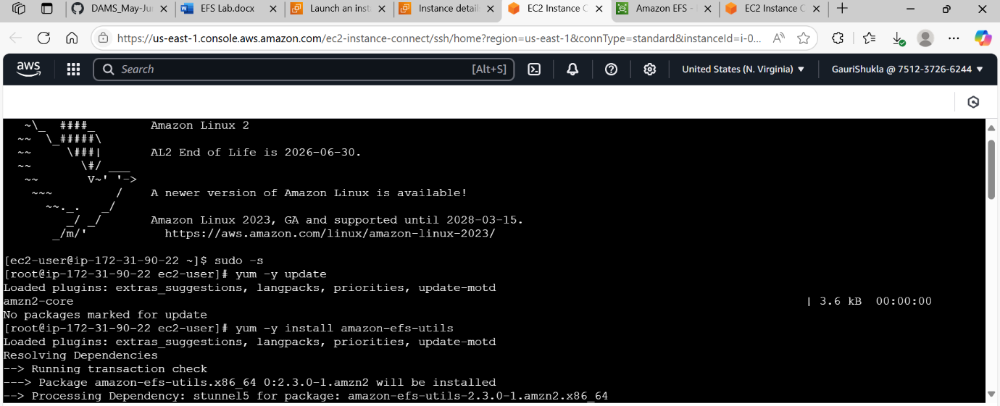 DAMS_May-Ju
EFS Lab.docx
Launch an inst
Instance detail
EC2 Instance C
Amazon EFS -
EC2 Instance C
https://us-east-1.console.aws.amazon.com/ec2-instance-connect/ssh/home?region=us-east-1&connType=standard&instanceId=i-0...
aws
Search [Alt+S]
United States (N. Virginia)
GauriShukla @ 7512-3726-6244
~\_ ####_ Amazon Linux 2
~~ \_#####\
~~ \###| AL2 End of Life is 2026-06-30.
~~ \#/ ___
~~ V~' '->
~~~ / A newer version of Amazon Linux is available!
~~._. _/
_/ _/ Amazon Linux 2023, GA and supported until 2028-03-15.
_/m/' https://aws.amazon.com/linux/amazon-linux-2023/
[ec2-user@ip-172-31-90-22 ~]$ sudo -s
[root@ip-172-31-90-22 ec2-user]# yum -y update
Loaded plugins: extras_suggestions, langpacks, priorities, update-motd
amzn2-core | 3.6 kB 00:00:00
No packages marked for update
[root@ip-172-31-90-22 ec2-user]# yum -y install amazon-efs-utils
Loaded plugins: extras_suggestions, langpacks, priorities, update-motd
Resolving Dependencies
--> Running transaction check
---> Package amazon-efs-utils.x86_64 0:2.3.0-1.amzn2 will be installed
--> Processing Dependency: stunnel5 for package: amazon-efs-utils-2.3.0-1.amzn2.x86_64